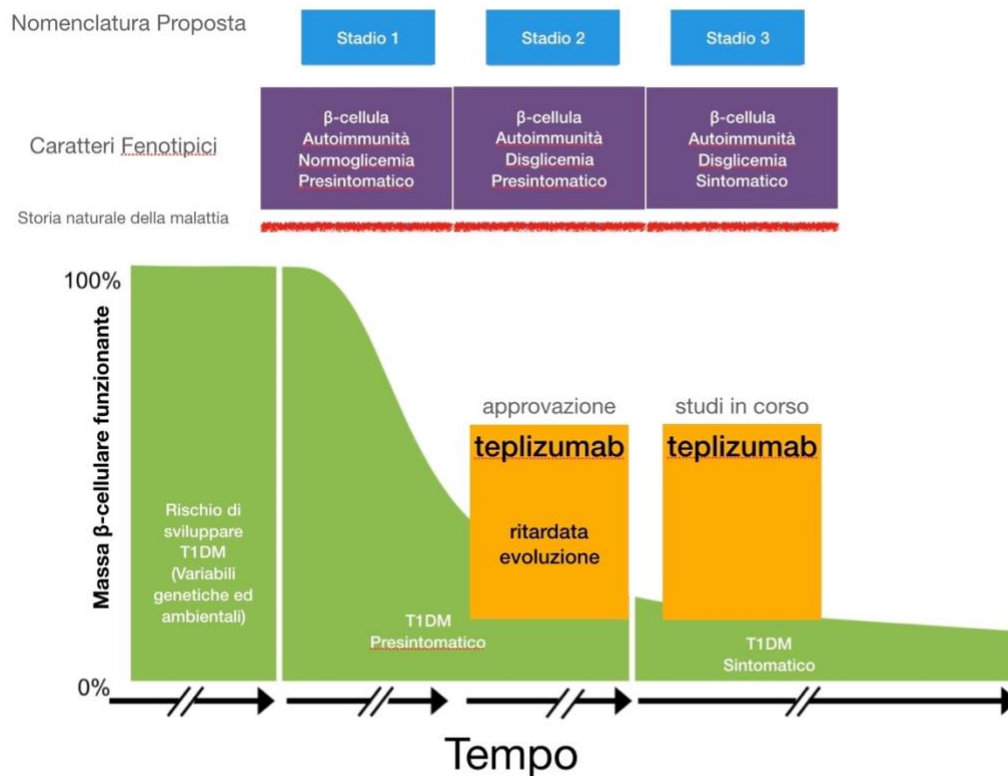 Nomenclatura Proposta
Stadio 1
Stadio 2
Stadio 3
Caratteri Fenotipici
β-cellula
Autoimmunità
Normoglicemia
Presintomatico
β-cellula
Autoimmunità
Disglicemia
Presintomatico
β-cellula
Autoimmunità
Disglicemia
Sintomatico
Storia naturale della malattia
100%
Massa β-cellulare funzionante
0%
Rischio di
sviluppare
T1DM
(Variabili
genetiche ed
ambientali)
T1DM
Presintomatico
approvazione
teplizumab
ritardata
evoluzione
studi in corso
teplizumab
T1DM
Sintomatico
Tempo